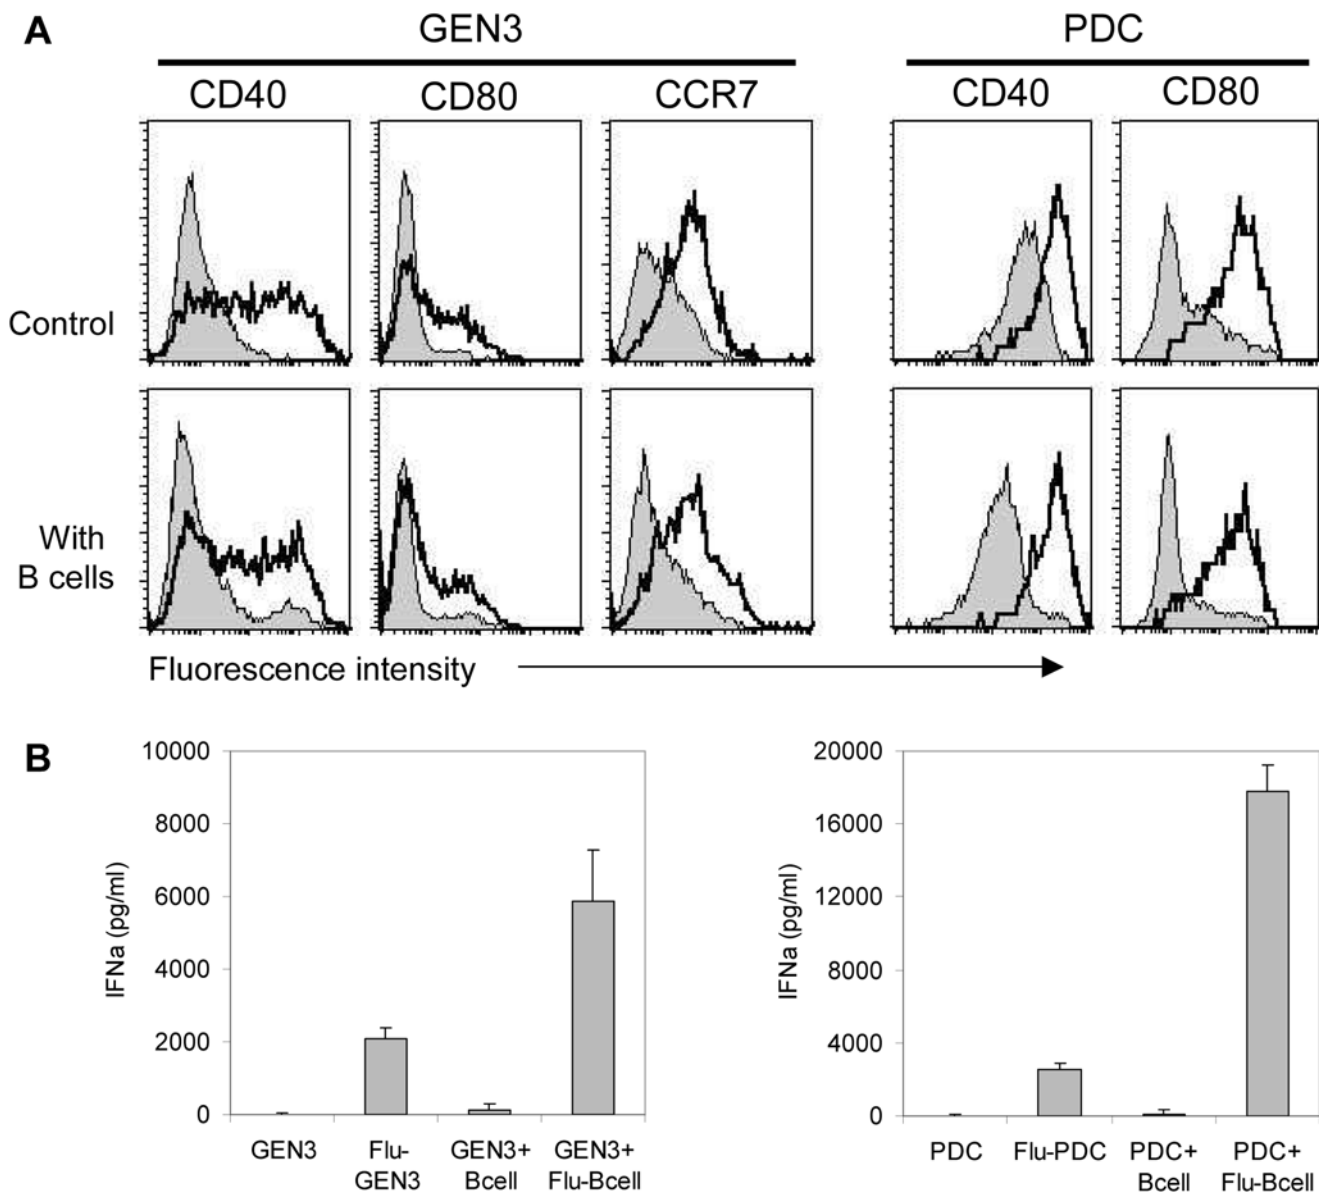 A
GEN3
PDC
CD40
CD80
CCR7
CD40
CD80
Control
With
B cells
Fluorescence intensity
B
10000
8000
6000
4000
2000
0
IFNa (pg/ml)
GEN3
Flu-
GEN3
GEN3+
Bcell
GEN3+
Flu-Bcell
20000
16000
12000
8000
4000
0
IFNa (pg/ml)
PDC
Flu-PDC
PDC+
Bcell
PDC+
Flu-Bcell